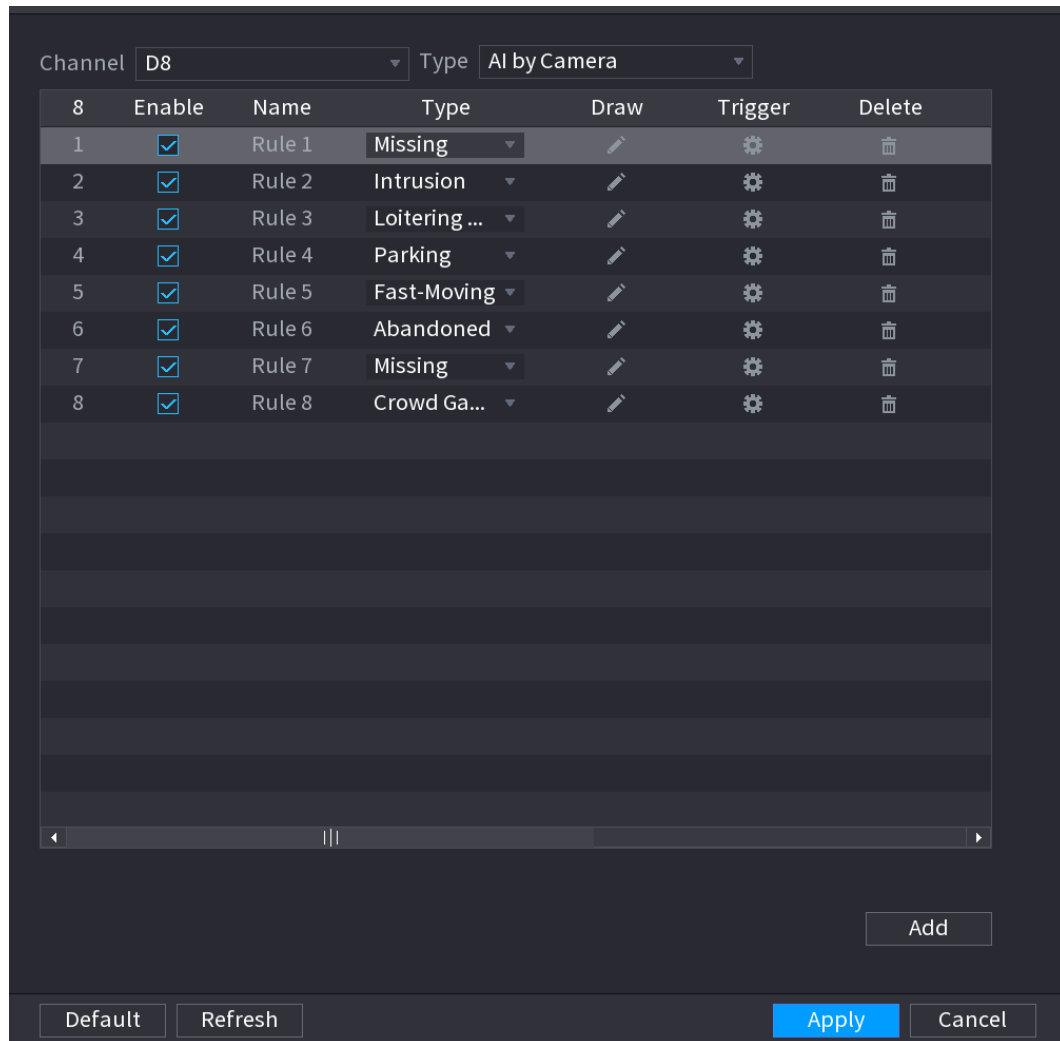 Channel D8 Type AI by Camera
8 Enable Name Type Draw Trigger Delete
1 Rule 1 Missing
2 Rule 2 Intrusion
3 Rule 3 Loitering ...
4 Rule 4 Parking
5 Rule 5 Fast-Moving
6 Rule 6 Abandoned
7 Rule 7 Missing
8 Rule 8 Crowd Ga...
Add
Default Refresh Apply Cancel